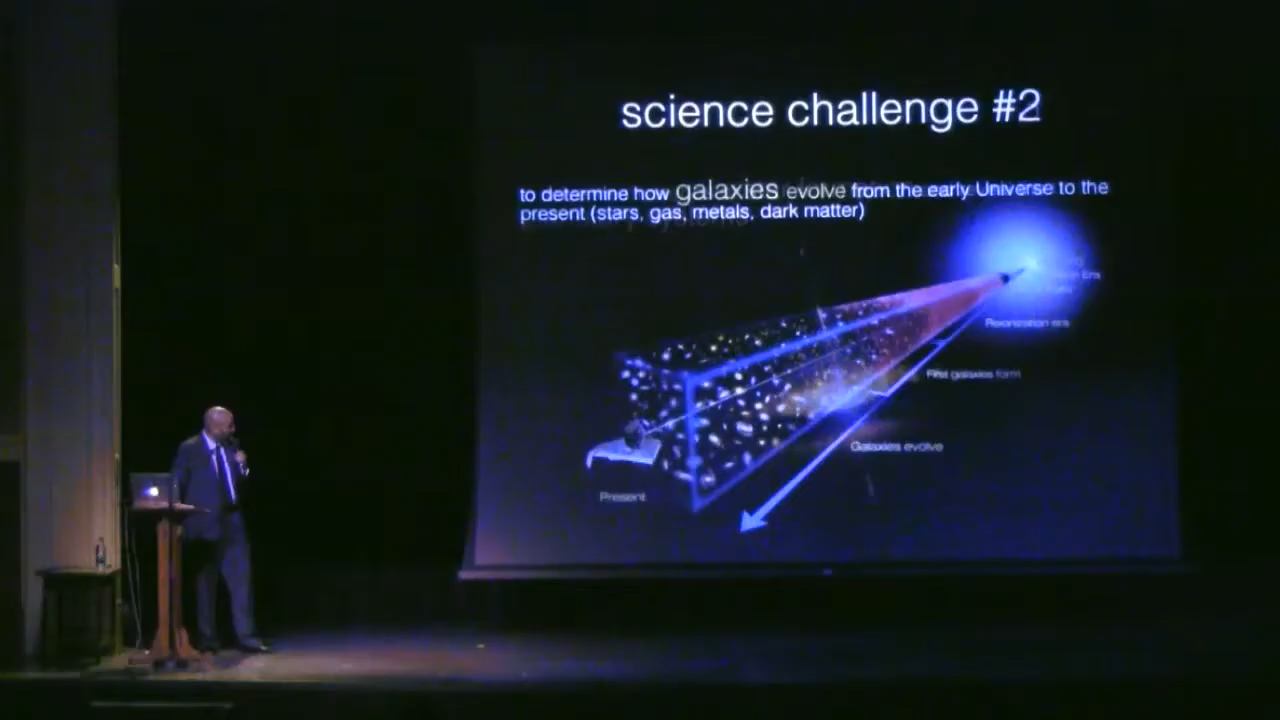 science challenge #2
to determine how galaxies evolve from the early Universe to the
present (stars, gas, metals, dark matter)
Era
Reionization era
First galaxies form
Galaxies evolve
Present